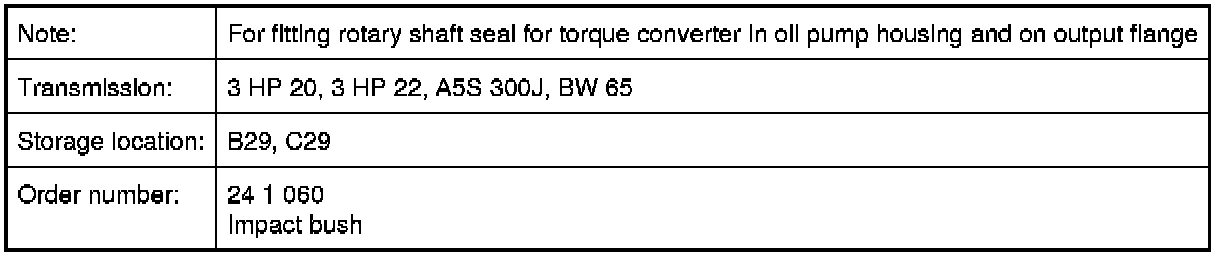 Note: For fitting rotary shaft seal for torque converter in oil pump housing and on output flange
Transmission: 3 HP 20, 3 HP 22, A5S 300J, BW 65
Storage location: B29, C29
Order number: 24 1 060
Impact bush